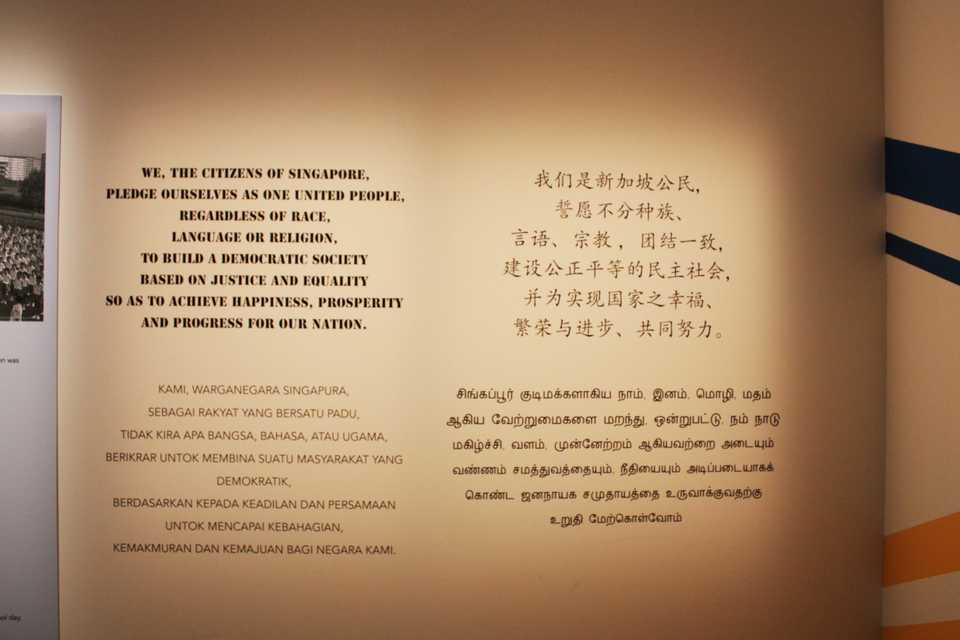 WE, THE CITIZENS OF SINGAPORE,
PLEDGE OURSELVES AS ONE UNITED PEOPLE,
REGARDLESS OF RACE,
LANGUAGE OR RELIGION,
TO BUILD A DEMOCRATIC SOCIETY
BASED ON JUSTICE AND EQUALITY
SO AS TO ACHIEVE HAPPINESS, PROSPERITY
AND PROGRESS FOR OUR NATION.
我们是新加坡公民，
誓愿不分种族、
言语、宗教，团结一致，
建设公正平等的民主社会，
并为实现国家之幸福、
繁荣与进步、共同努力。
KAMI, WARGANEGARA SINGAPURA,
SEBAGAI RAKYAT YANG BERSATU PADU,
TIDAK KIRA APA BANGSA, BAHASA, ATAU UGAMA,
BERIKRAR UNTOK MEMBINA SUATU MASYARAKAT YANG
DEMOKRATIK,
BERDASARKAN KEPADA KEADILAN DAN PERSAMAAN
UNTOK MENCAPAI KEBAHAGIAN,
KEMAKMURAN DAN KEMAJUAN BAGI NEGARA KAMI.
சிங்கப்பூர் குடிமக்களாகிய நாம், இனம், மொழி, மதம்
ஆகிய வேற்றுமைகளை மறந்து, ஒன்றுபட்டு, நம் நாடு
மகிழ்ச்சி, வளம், முன்னேற்றம் ஆகியவற்றை அடையும்
வண்ணம் சமத்துவத்தையும், நீதியையும் அடிப்படையாகக்
கொண்ட ஜனநாயக சமுதாயத்தை உருவாக்குவதற்கு
உறுதி மேற்கொள்வோம்
was
day.